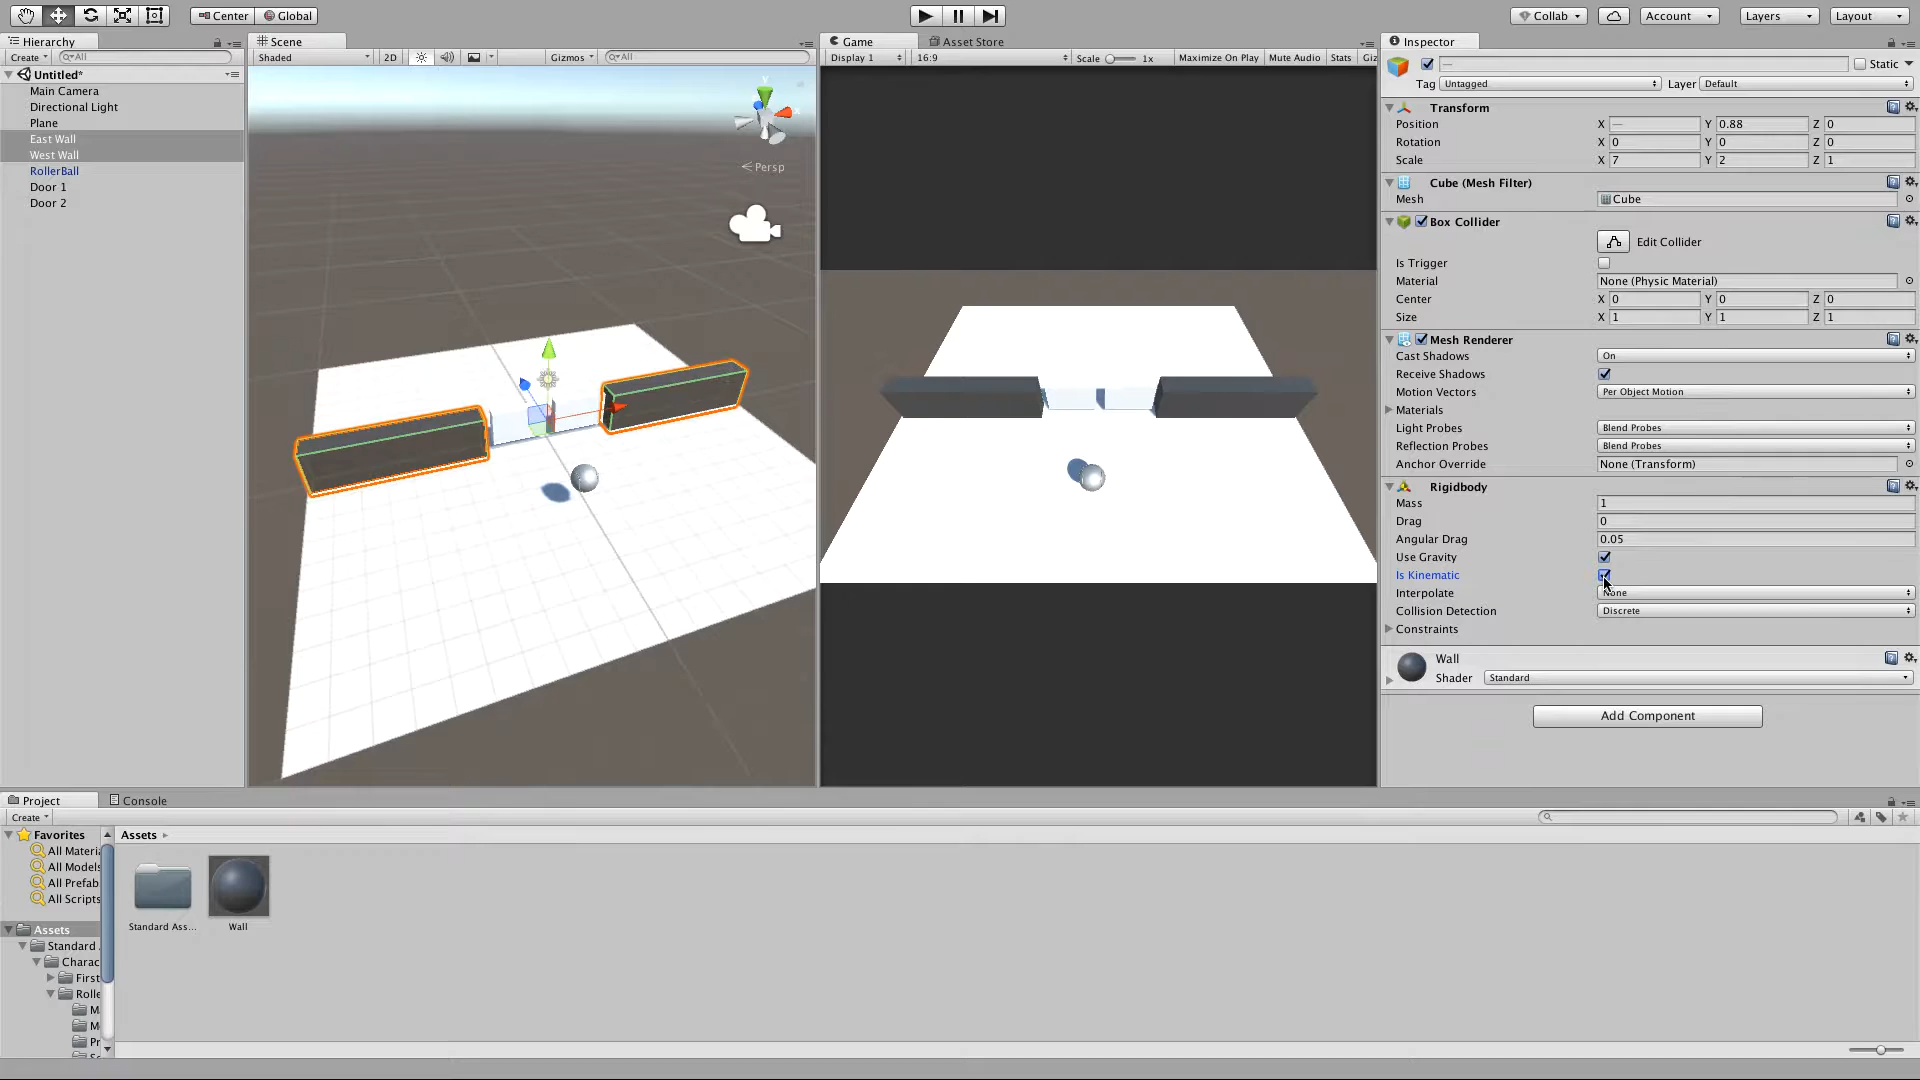 Center Global Collab Account Layers Layout
Hierarchy
Create All
Untitled*
Main Camera
Directional Light
Plane
East Wall
West Wall
RollerBall
Door 1
Door 2
Scene
Shaded 2D Gizmos All
Y
Persp
Game Asset Store
Display 1 16:9 Scale 1x Maximize On Play Mute Audio Stats Giz
Inspector
— Static
Tag Untagged Layer Default
Transform
Position X — Y 0.88 Z 0
Rotation X 0 Y 0 Z 0
Scale X 7 Y 2 Z 1
Cube (Mesh Filter)
Mesh Cube
Box Collider
Edit Collider
Is Trigger
Material None (Physic Material)
Center X 0 Y 0 Z 0
Size X 1 Y 1 Z 1
Mesh Renderer
Cast Shadows On
Receive Shadows
Motion Vectors Per Object Motion
Materials
Light Probes Blend Probes
Reflection Probes Blend Probes
Anchor Override None (Transform)
Rigidbody
Mass 1
Drag 0
Angular Drag 0.05
Use Gravity
Is Kinematic
Interpolate None
Collision Detection Discrete
Constraints
Wall
Shader Standard
Add Component
Project Console
Create
Favorites
All Materi
All Models
All Prefab
All Scripts
Assets
Standard
Charac
First
Rolle
M
M
Pr
Assets
Standard Ass...
Wall